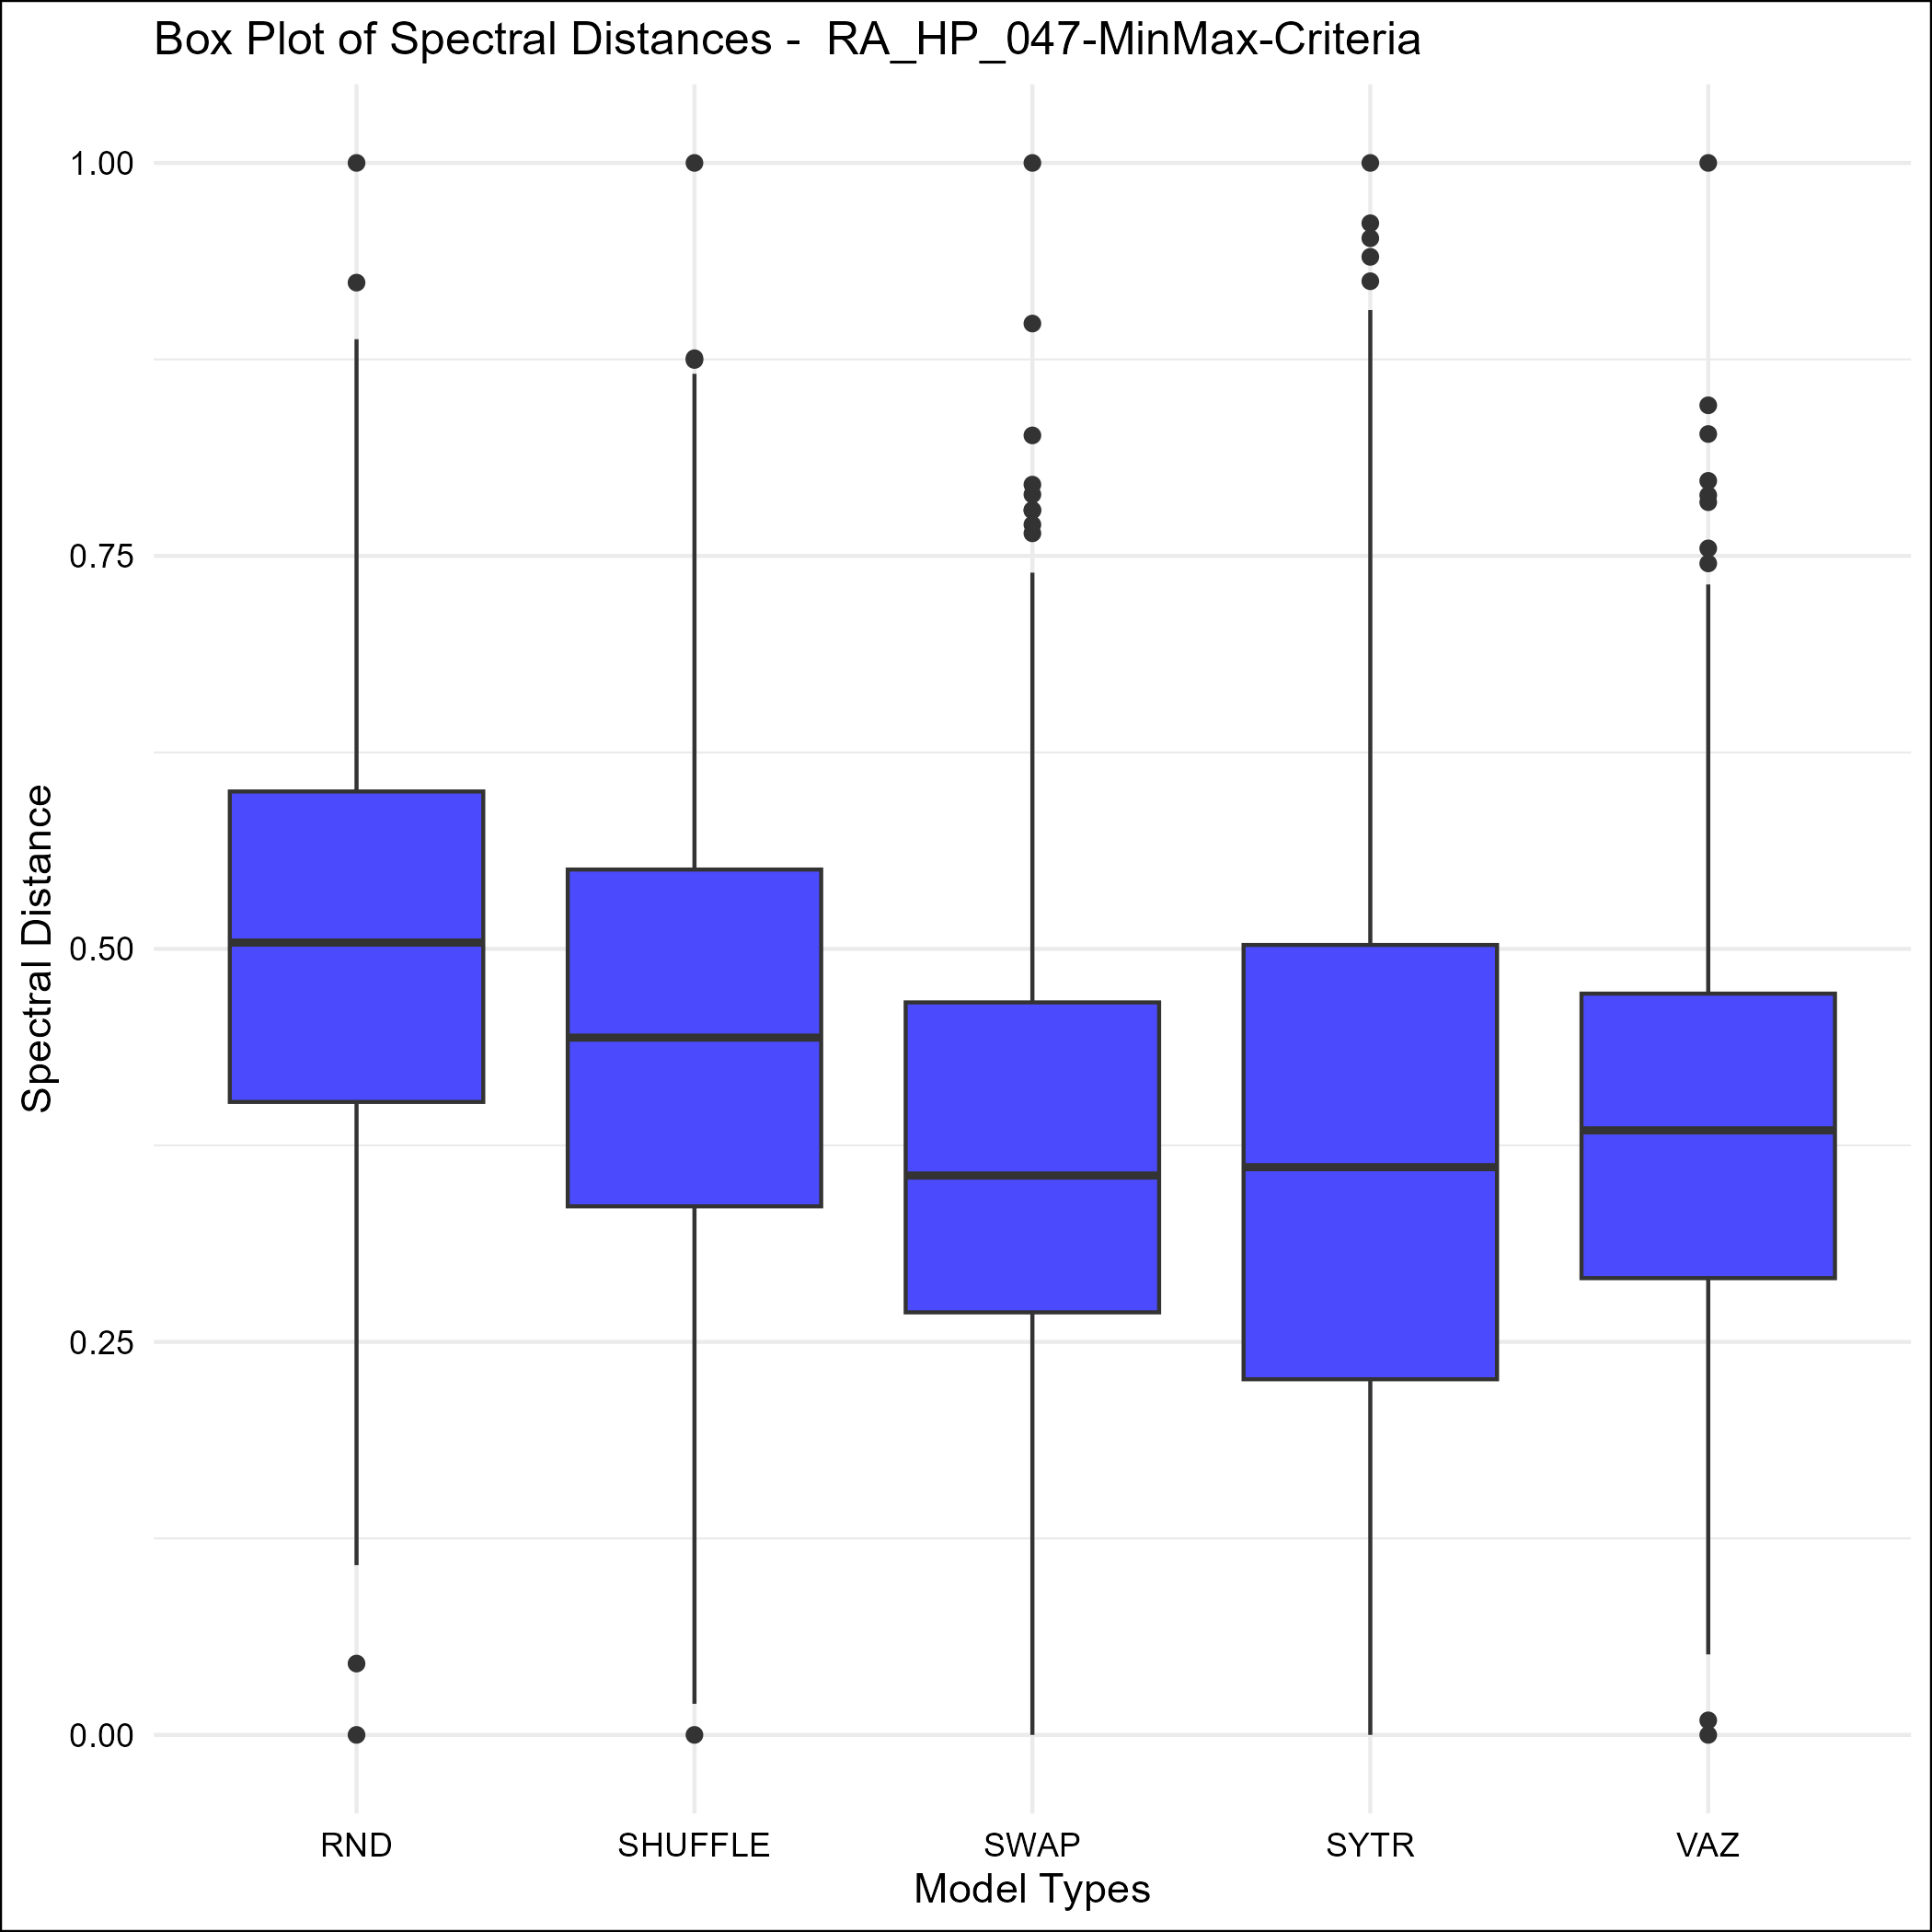 Box Plot of Spectral Distances -  RA_HP_047-MinMax-Criteria
1.00
0.75
0.50
0.25
0.00
Spectral Distance
RND SHUFFLE SWAP SYTR VAZ
Model Types